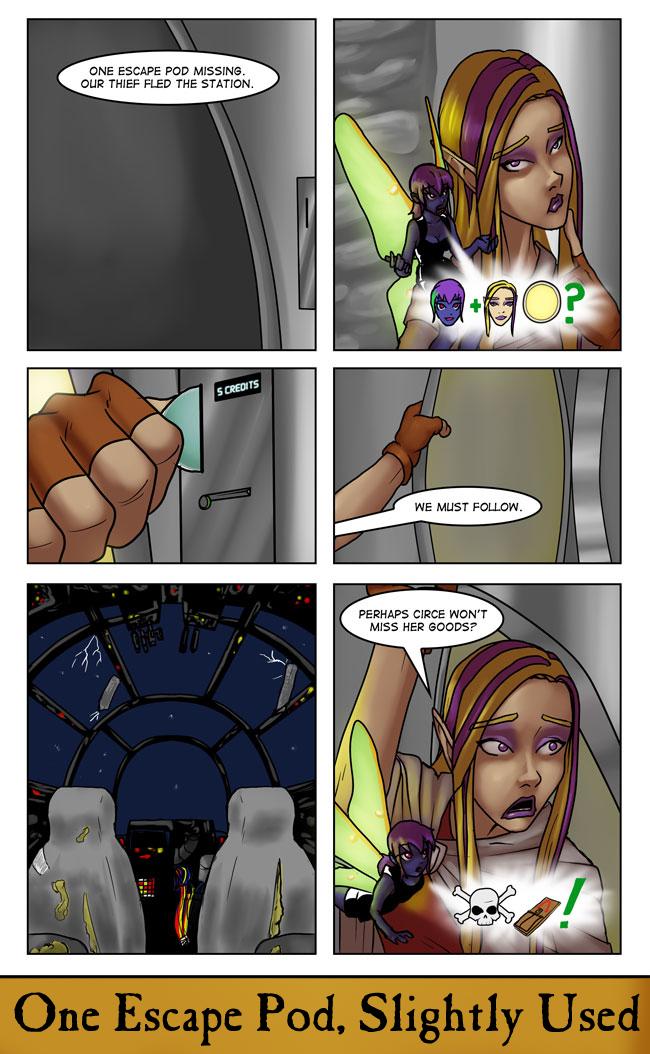 ONE ESCAPE POD MISSING.
OUR THIEF FLED THE STATION.
+
?
5 CREDITS
WE MUST FOLLOW.
PERHAPS CIRCE WON'T
MISS HER GOODS?
!
One Escape Pod, Slightly Used